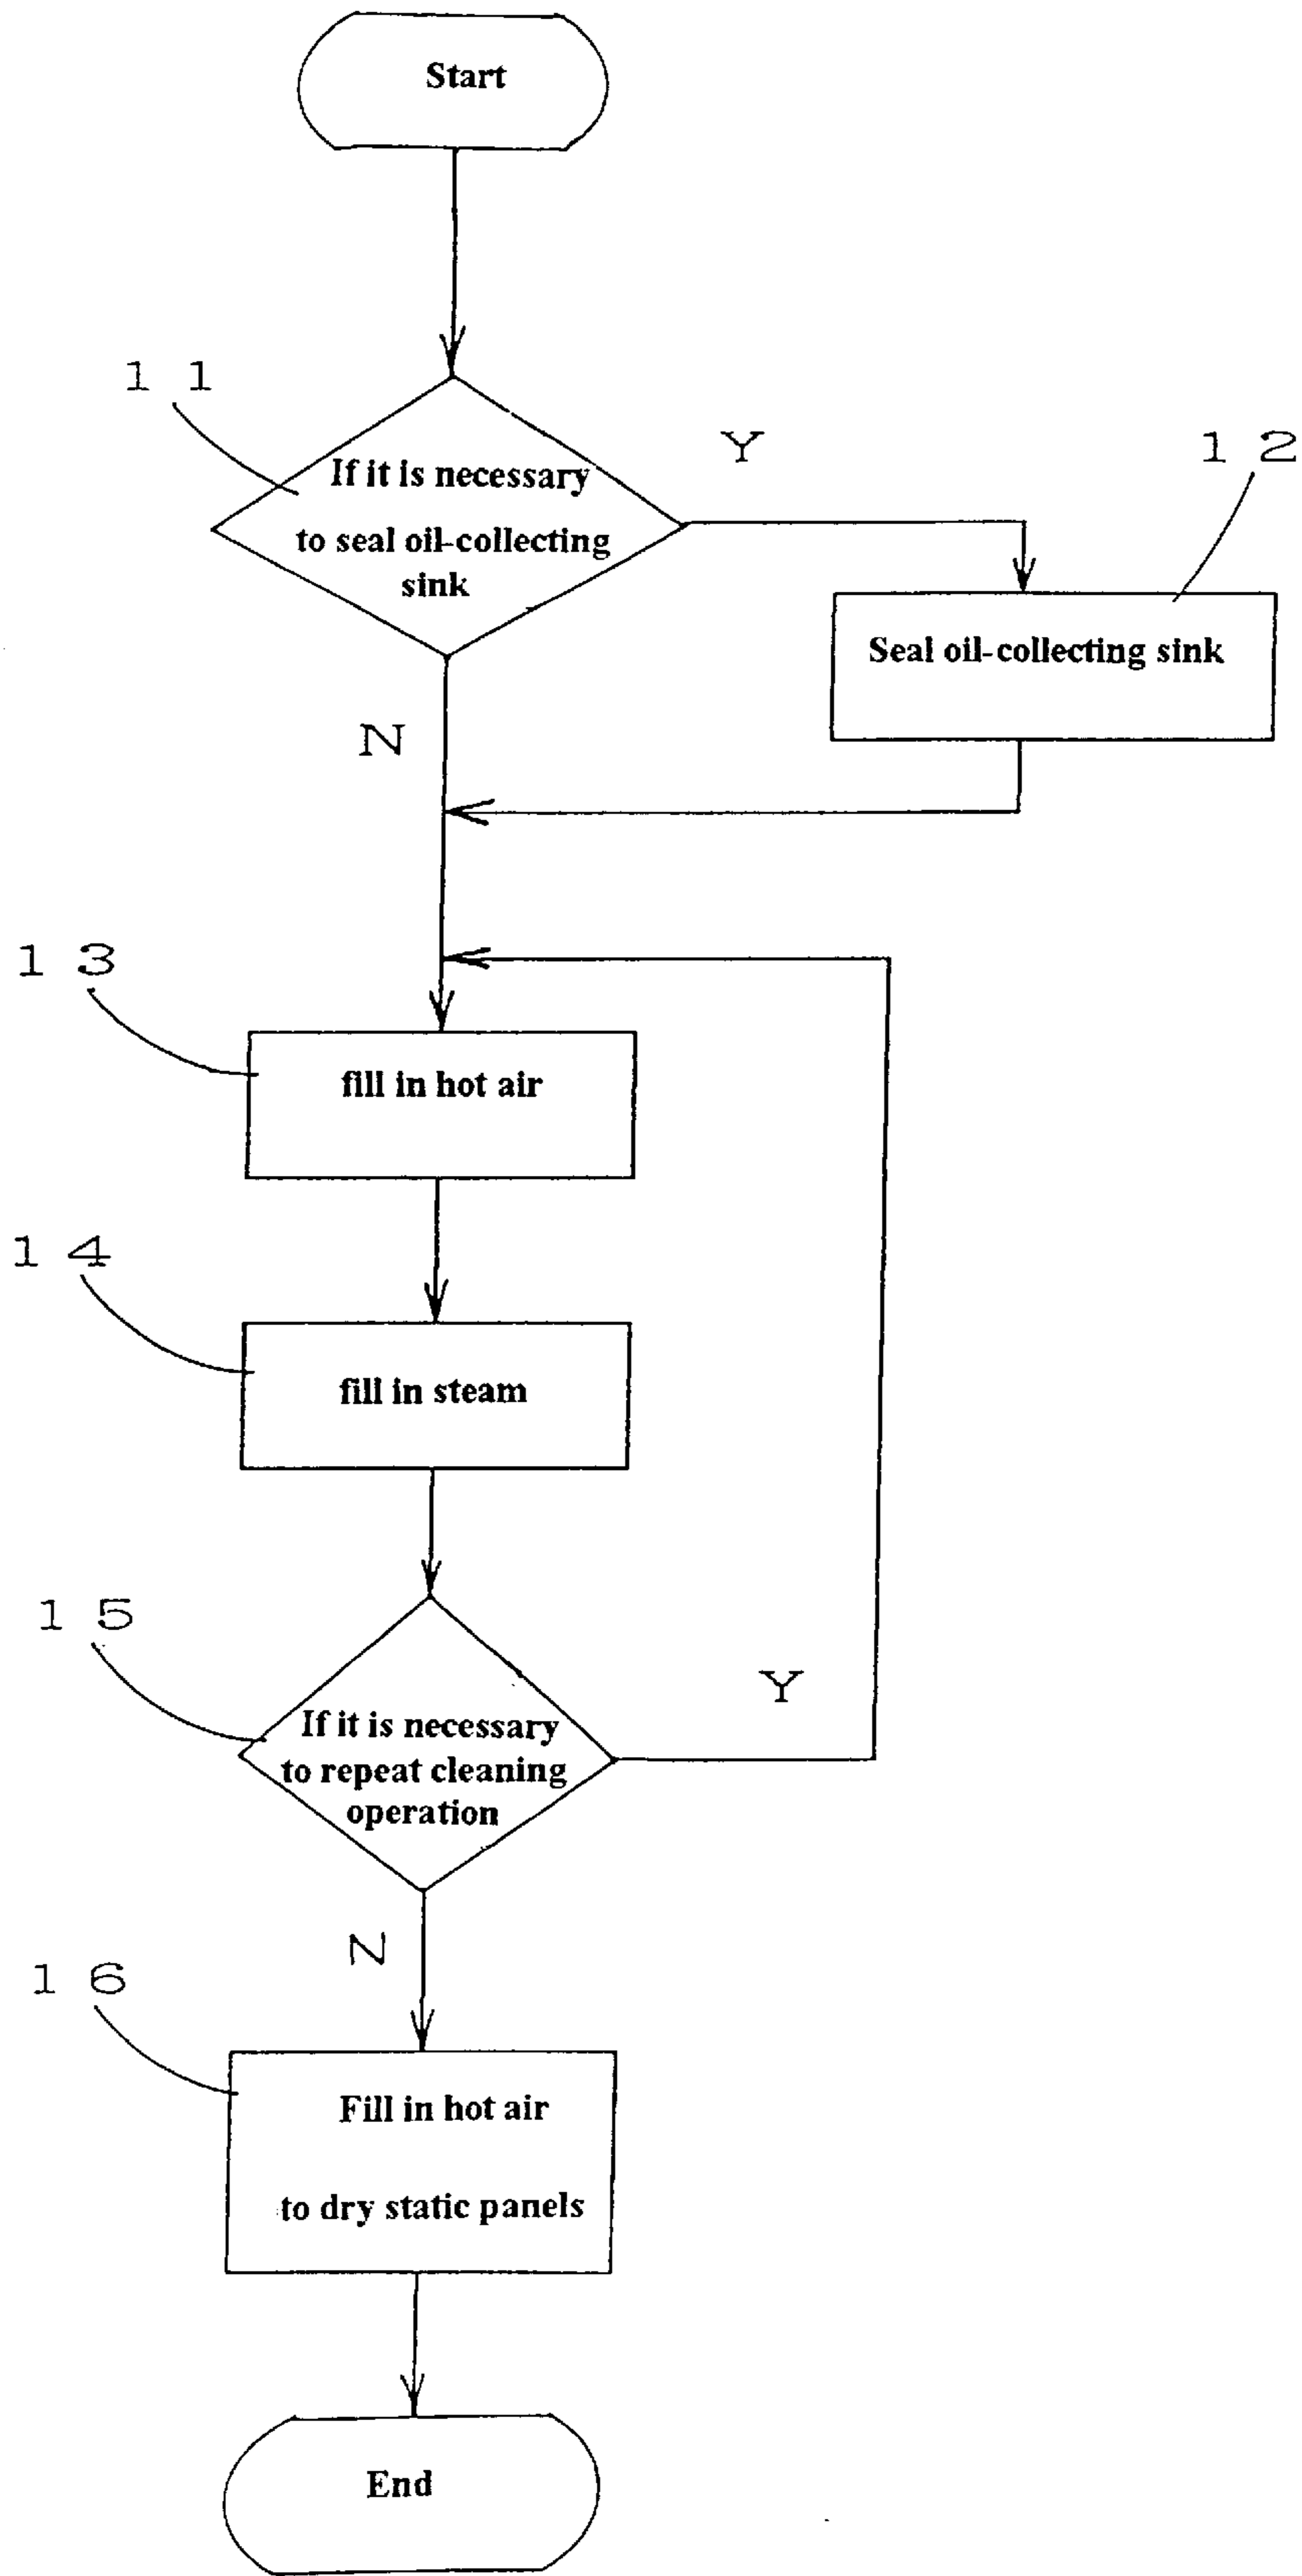 Start
1 1
If it is necessary
to seal oil-collecting
sink
Y
1 2
Seal oil-collecting sink
N
1 3
fill in hot air
1 4
fill in steam
1 5
If it is necessary
to repeat cleaning
operation
Y
N
1 6
Fill in hot air
to dry static panels
End